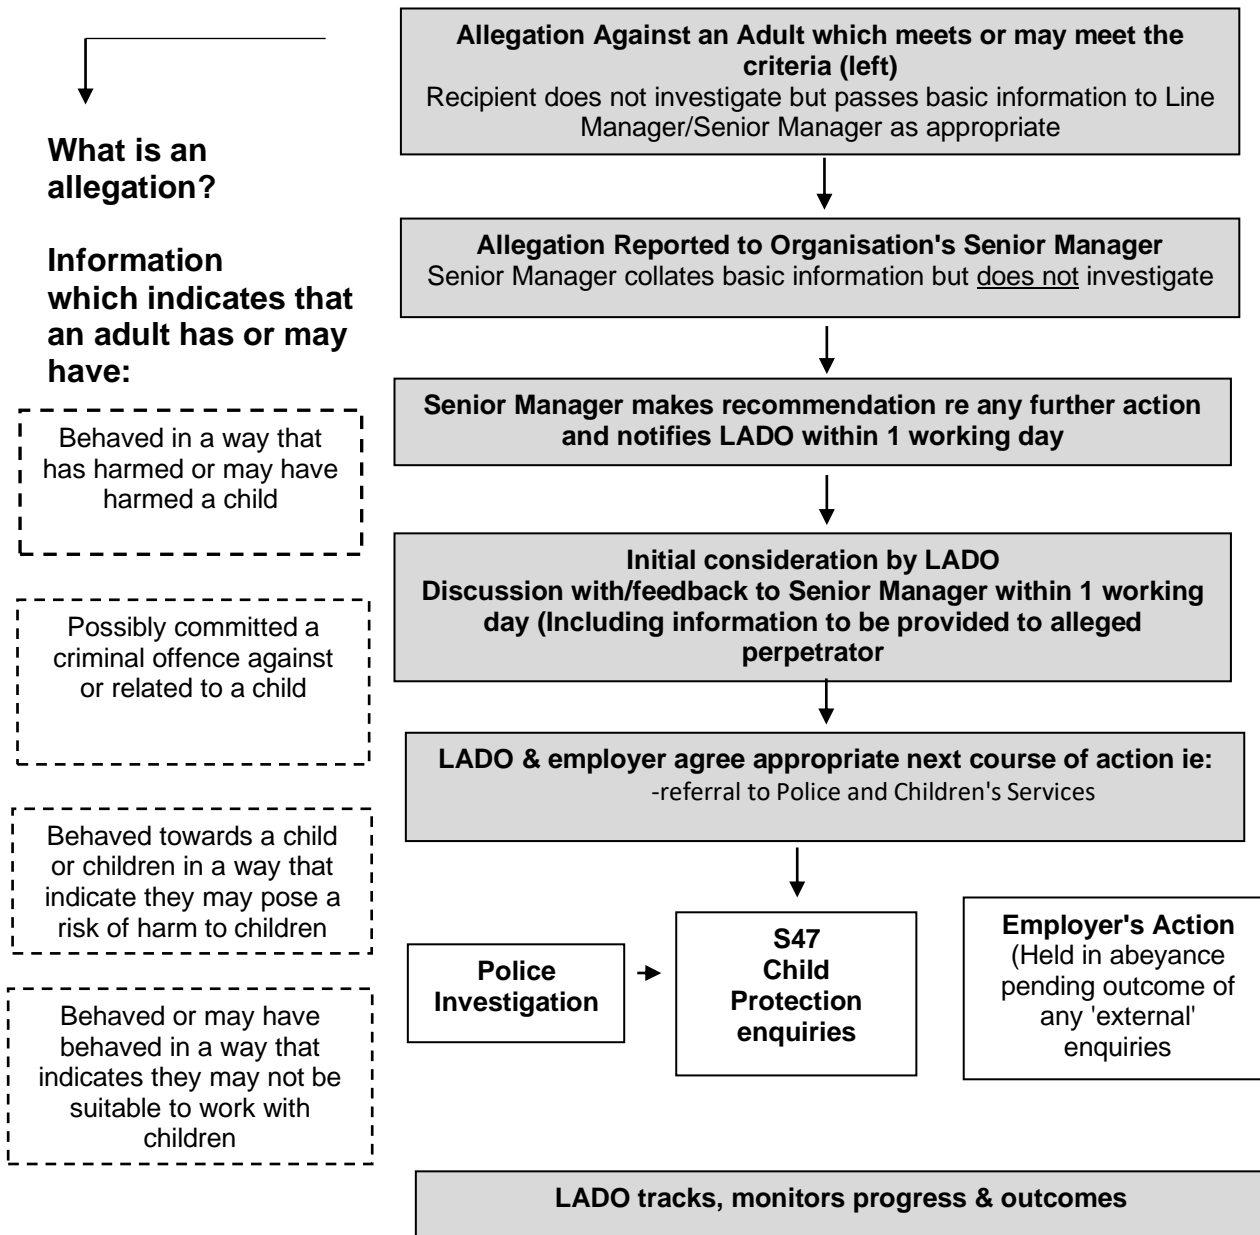 What is an
allegation?
Information
which indicates that
an adult has or may
have:
Behaved in a way that
has harmed or may have
harmed a child
Possibly committed a
criminal offence against
or related to a child
Behaved towards a child
or children in a way that
indicate they may pose a
risk of harm to children
Behaved or may have
behaved in a way that
indicates they may not be
suitable to work with
children
Allegation Against an Adult which meets or may meet the
criteria (left)
Recipient does not investigate but passes basic information to Line
Manager/Senior Manager as appropriate
Allegation Reported to Organisation's Senior Manager
Senior Manager collates basic information but does not investigate
Senior Manager makes recommendation re any further action
and notifies LADO within 1 working day
Initial consideration by LADO
Discussion with/feedback to Senior Manager within 1 working
day (Including information to be provided to alleged
perpetrator
LADO & employer agree appropriate next course of action ie:
-referral to Police and Children's Services
Police
Investigation
S47
Child
Protection
enquiries
Employer's Action
(Held in abeyance
pending outcome of
any 'external'
enquiries
LADO tracks, monitors progress & outcomes